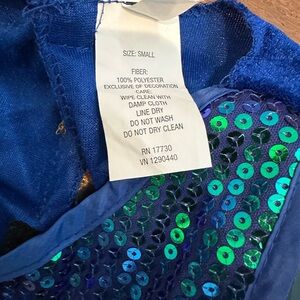 SIZE: SMALL
FIBER:
100% POLYESTER
EXCLUSIVE OF DECORATION
CARE:
WIPE CLEAN WITH
DAMP CLOTH
LINE DRY
DO NOT WASH
DO NOT DRY CLEAN
RN 17730
VN 1290440